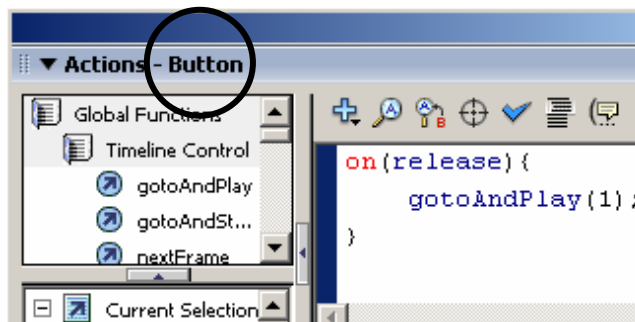 Actions - Button
Global Functions
Timeline Control
gotoAndPlay
gotoAndSt...
nextFrame
Current Selection
on(release){
gotoAndPlay(1);
}